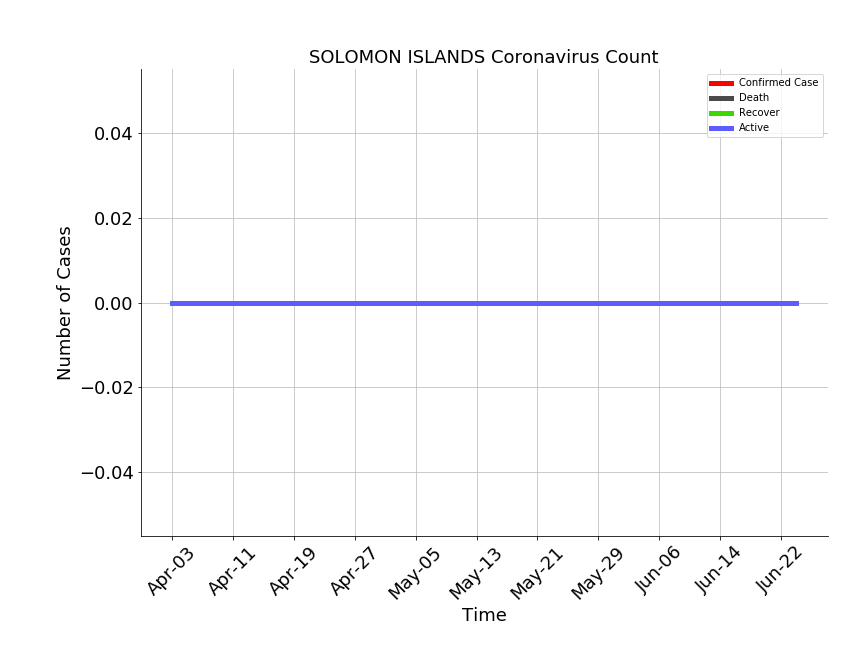 SOLOMON ISLANDS Coronavirus Count
Confirmed Case
Death
Recover
Active
0.04
0.02
0.00
−0.02
−0.04
Number of Cases
Apr-03
Apr-11
Apr-19
Apr-27
May-05
May-13
May-21
May-29
Jun-06
Jun-14
Jun-22
Time